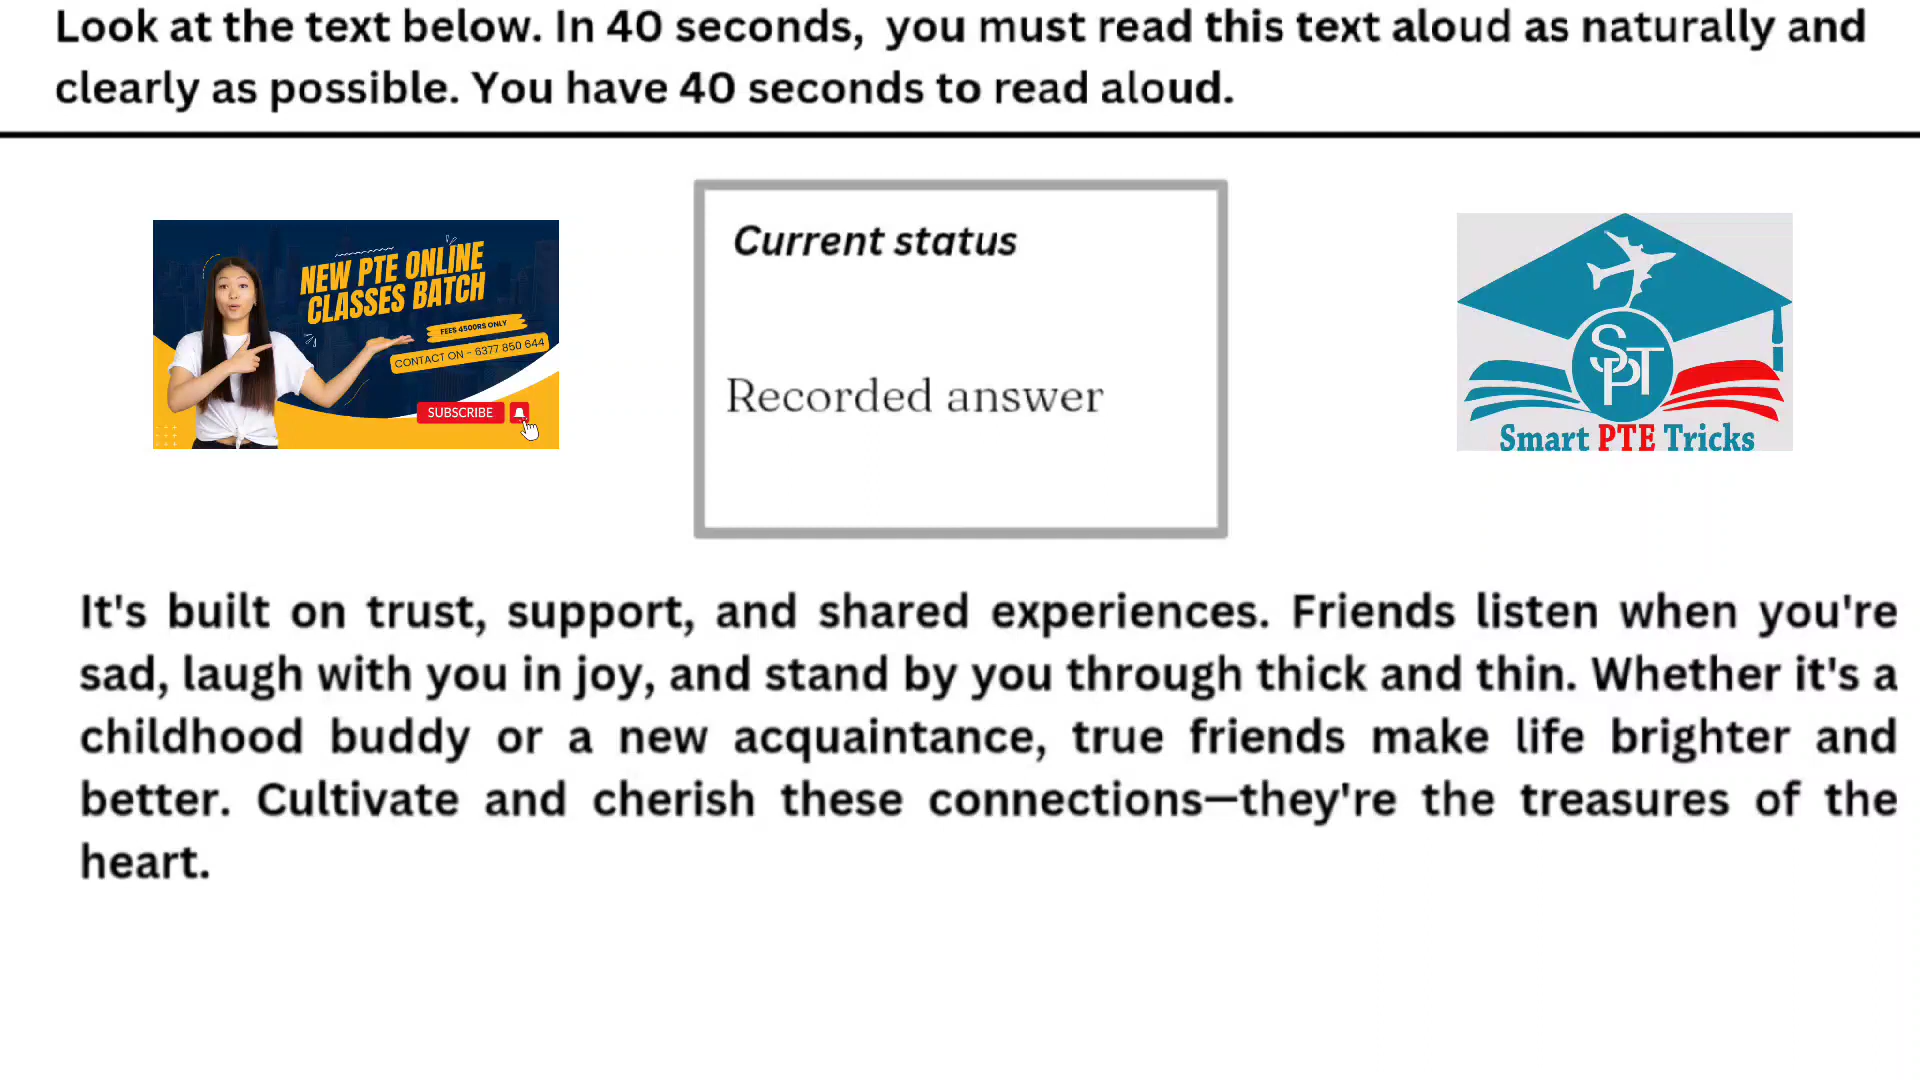 Look at the text below. In 40 seconds, you must read this text aloud as naturally and
clearly as possible. You have 40 seconds to read aloud.
NEW PTE ONLINE
CLASSES BATCH
FEES 4500RS ONLY
CONTACT ON - 6377 850 644
SUBSCRIBE
Current status
Recorded answer
SPT
Smart PTE Tricks
It's built on trust, support, and shared experiences. Friends listen when you're
sad, laugh with you in joy, and stand by you through thick and thin. Whether it's a
childhood buddy or a new acquaintance, true friends make life brighter and
better. Cultivate and cherish these connections—they're the treasures of the
heart.